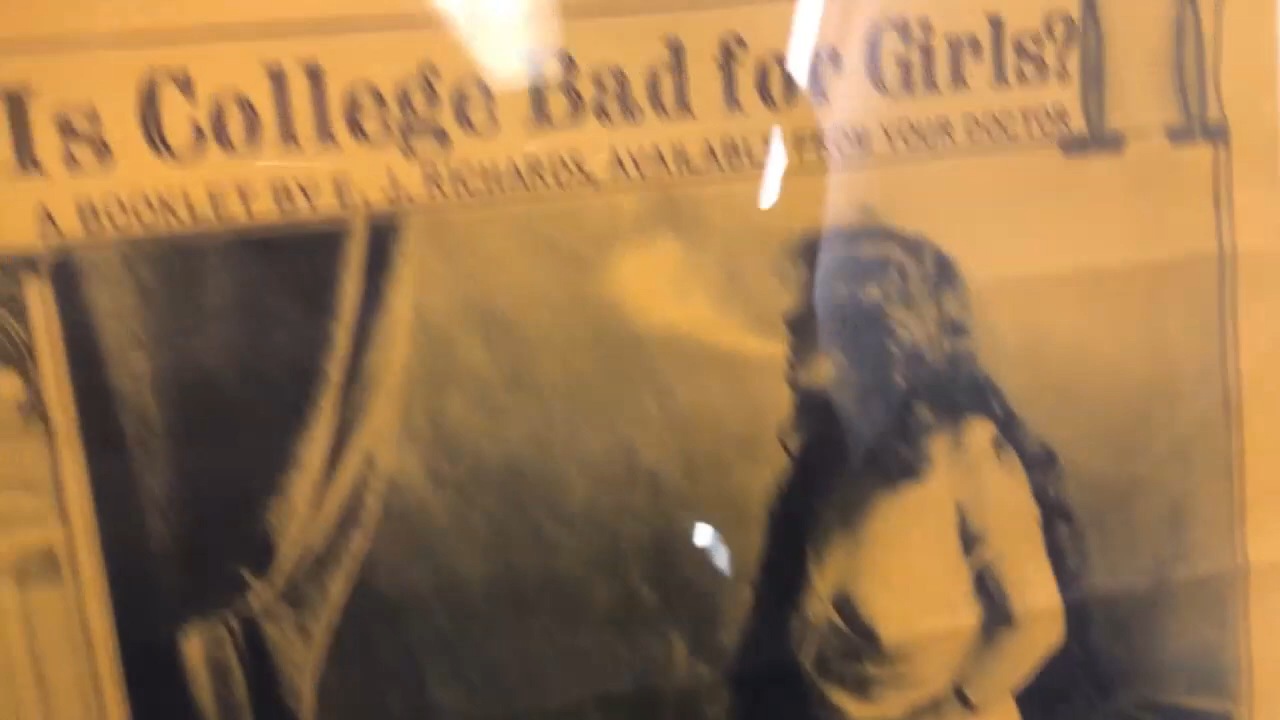 Is College Bad for Girls?
A BOOKLET BY E. J. RICHARDS, AVAILABLE FROM YOUR DOCTOR